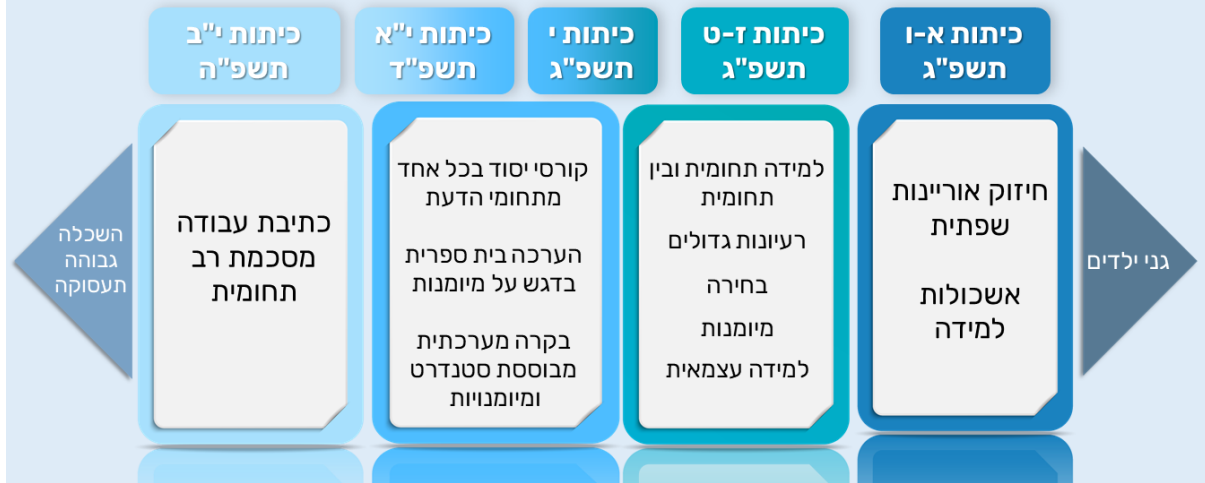 גני ילדים
כיתות א-ו
תשפ"ג
חיזוק אוריינות
שפתית
אשכולות
למידה
כיתות ז-ט
תשפ"ג
למידה תחומית ובין
תחומית
רעיונות גדולים
בחירה
מיומנות
למידה עצמאית
כיתות י
תשפ"ג
כיתות י"א
תשפ"ד
קורסי יסוד בכל אחד
מתחומי הדעת
הערכה בית ספרית
בדגש על מיומנות
בקרה מערכתית
מבוססת סטנדרט
ומיומנויות
כיתות י"ב
תשפ"ה
כתיבת עבודה
מסכמת רב
תחומית
השכלה
גבוהה
תעסוקה